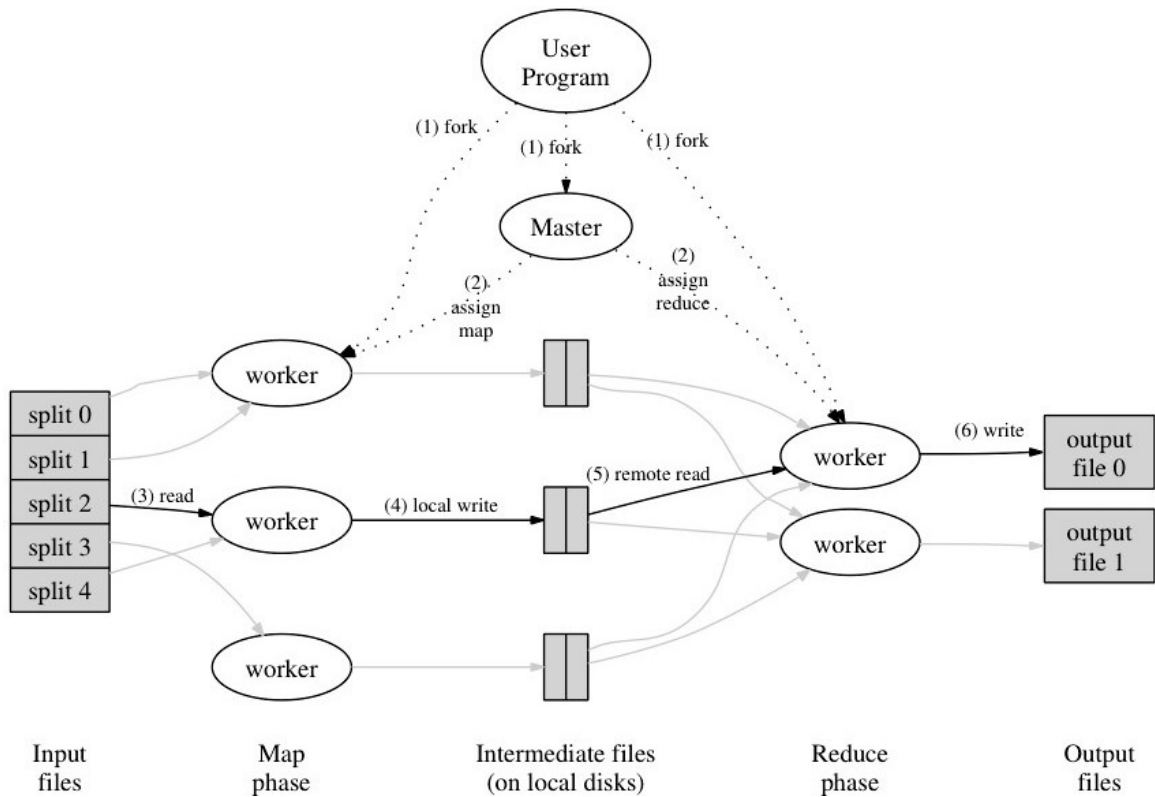 User
Program
(1) fork
(1) fork
(1) fork
Master
(2)
assign
map
(2)
assign
reduce
worker
split 0
split 1
split 2
split 3
split 4
(3) read
worker
(4) local write
(5) remote read
worker
(6) write
output
file 0
worker
output
file 1
worker
Input
files
Map
phase
Intermediate files
(on local disks)
Reduce
phase
Output
files